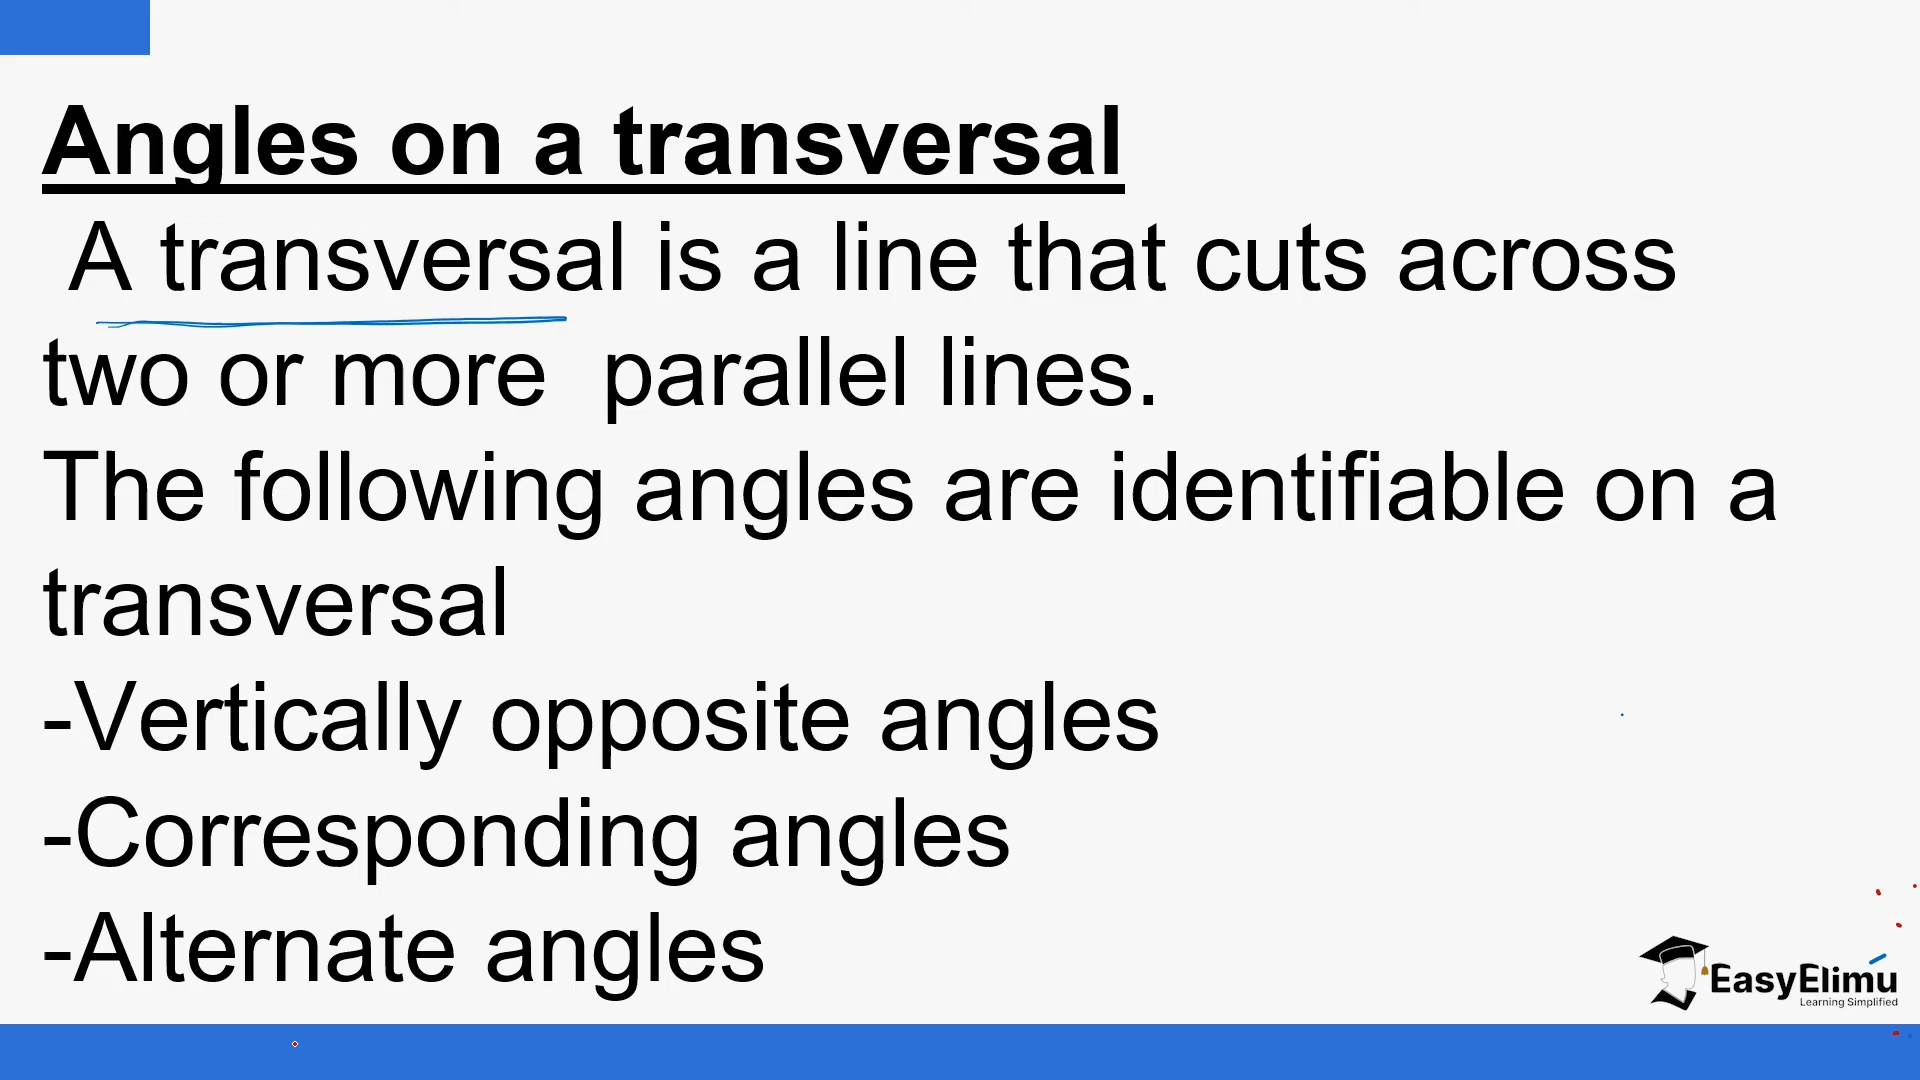 Angles on a transversal
A transversal is a line that cuts across
two or more parallel lines.
The following angles are identifiable on a
transversal
-Vertically opposite angles
-Corresponding angles
-Alternate angles
EasyElimu
Learning Simplified